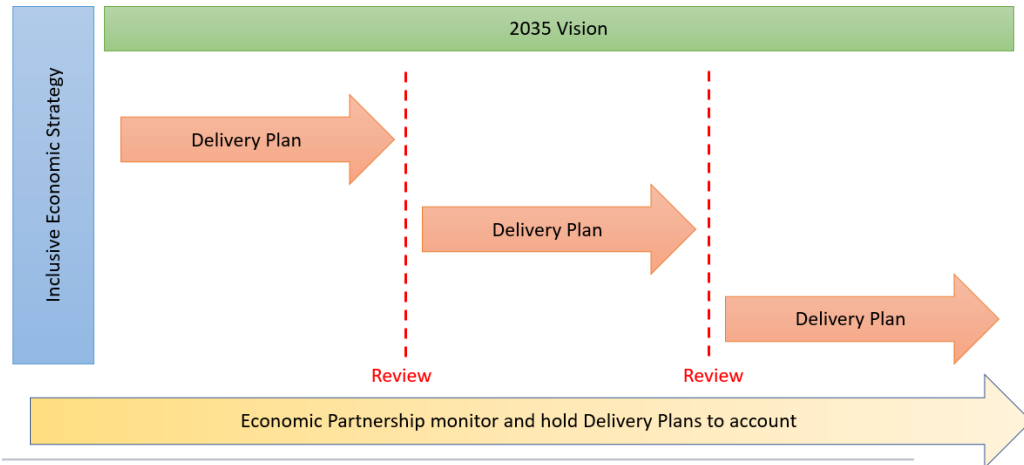 2035 Vision
Inclusive Economic Strategy
Delivery Plan
Delivery Plan
Delivery Plan
Review
Review
Economic Partnership monitor and hold Delivery Plans to account